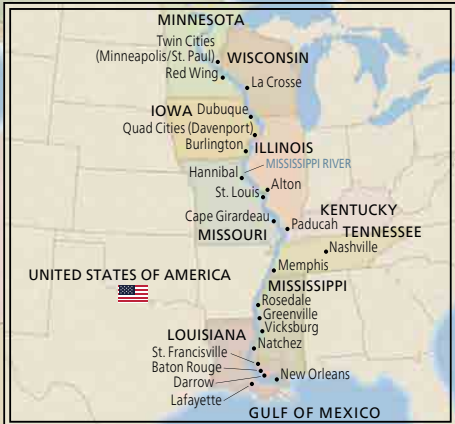 MINNESOTA
Twin Cities
(Minneapolis/St. Paul)
WISCONSIN
Red Wing
La Crosse
IOWA
Dubuque
Quad Cities (Davenport)
Burlington
ILLINOIS
MISSISSIPPI RIVER
Hannibal
Alton
St. Louis
KENTUCKY
Cape Girardeau
Paducah
MISSOURI
TENNESSEE
Nashville
UNITED STATES OF AMERICA
Memphis
MISSISSIPPI
Rosedale
Greenville
Vicksburg
LOUISIANA
Natchez
St. Francisville
Baton Rouge
Darrow
New Orleans
Lafayette
GULF OF MEXICO